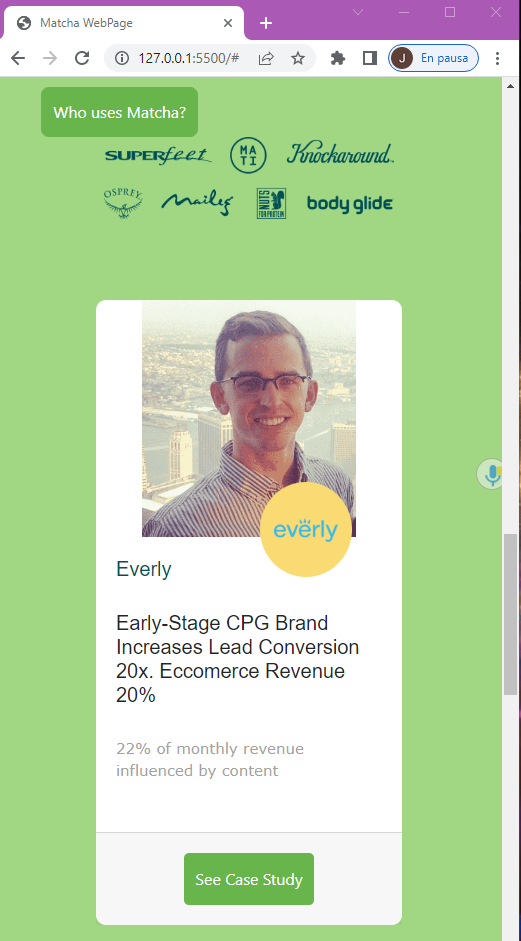 Matcha WebPage
127.0.0.1:5500/#
J
En pausa
Who uses Matcha?
SUPERfeet
MATI
Knockaround.
OSPREY
Maileg
NUTS FOR PROTEIN
body glide
everly
Everly
Early-Stage CPG Brand
Increases Lead Conversion
20x. Eccomerce Revenue
20%
22% of monthly revenue
influenced by content
See Case Study